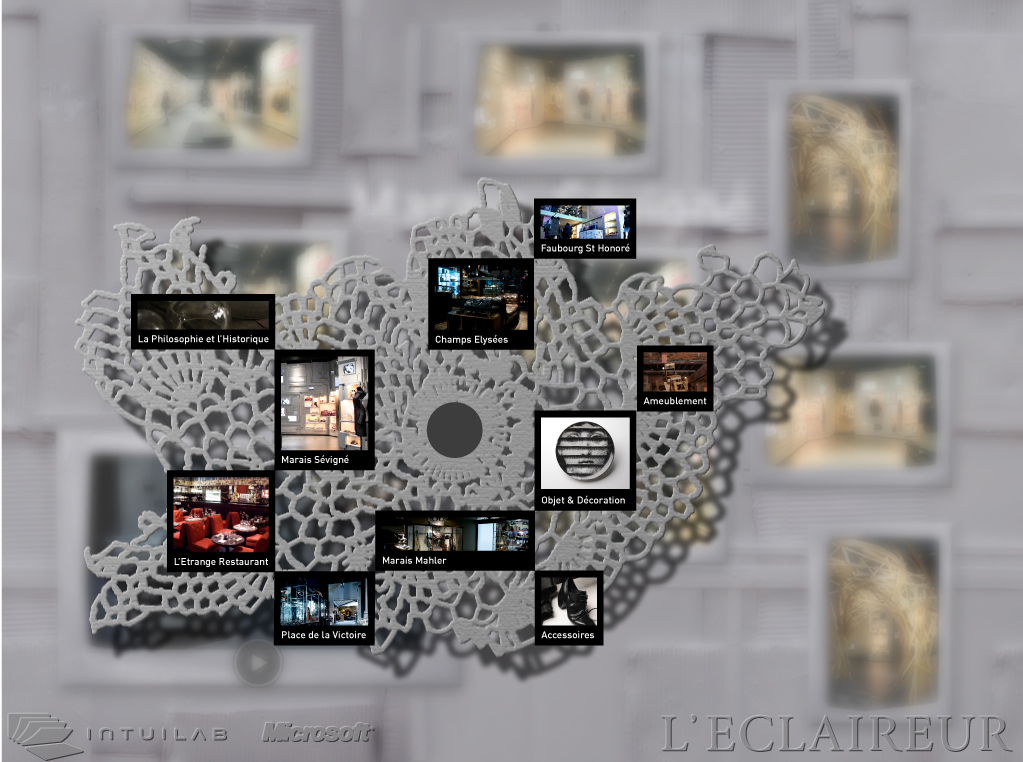 Faubourg St Honoré
La Philosophie et l'Historique
Champs Elysées
Ameublement
Marais Sévigné
Objet & Décoration
L'Etrange Restaurant
Marais Mahler
Place de la Victoire
Accessoires
INTUILAB
Microsoft
L'ECLAIREUR